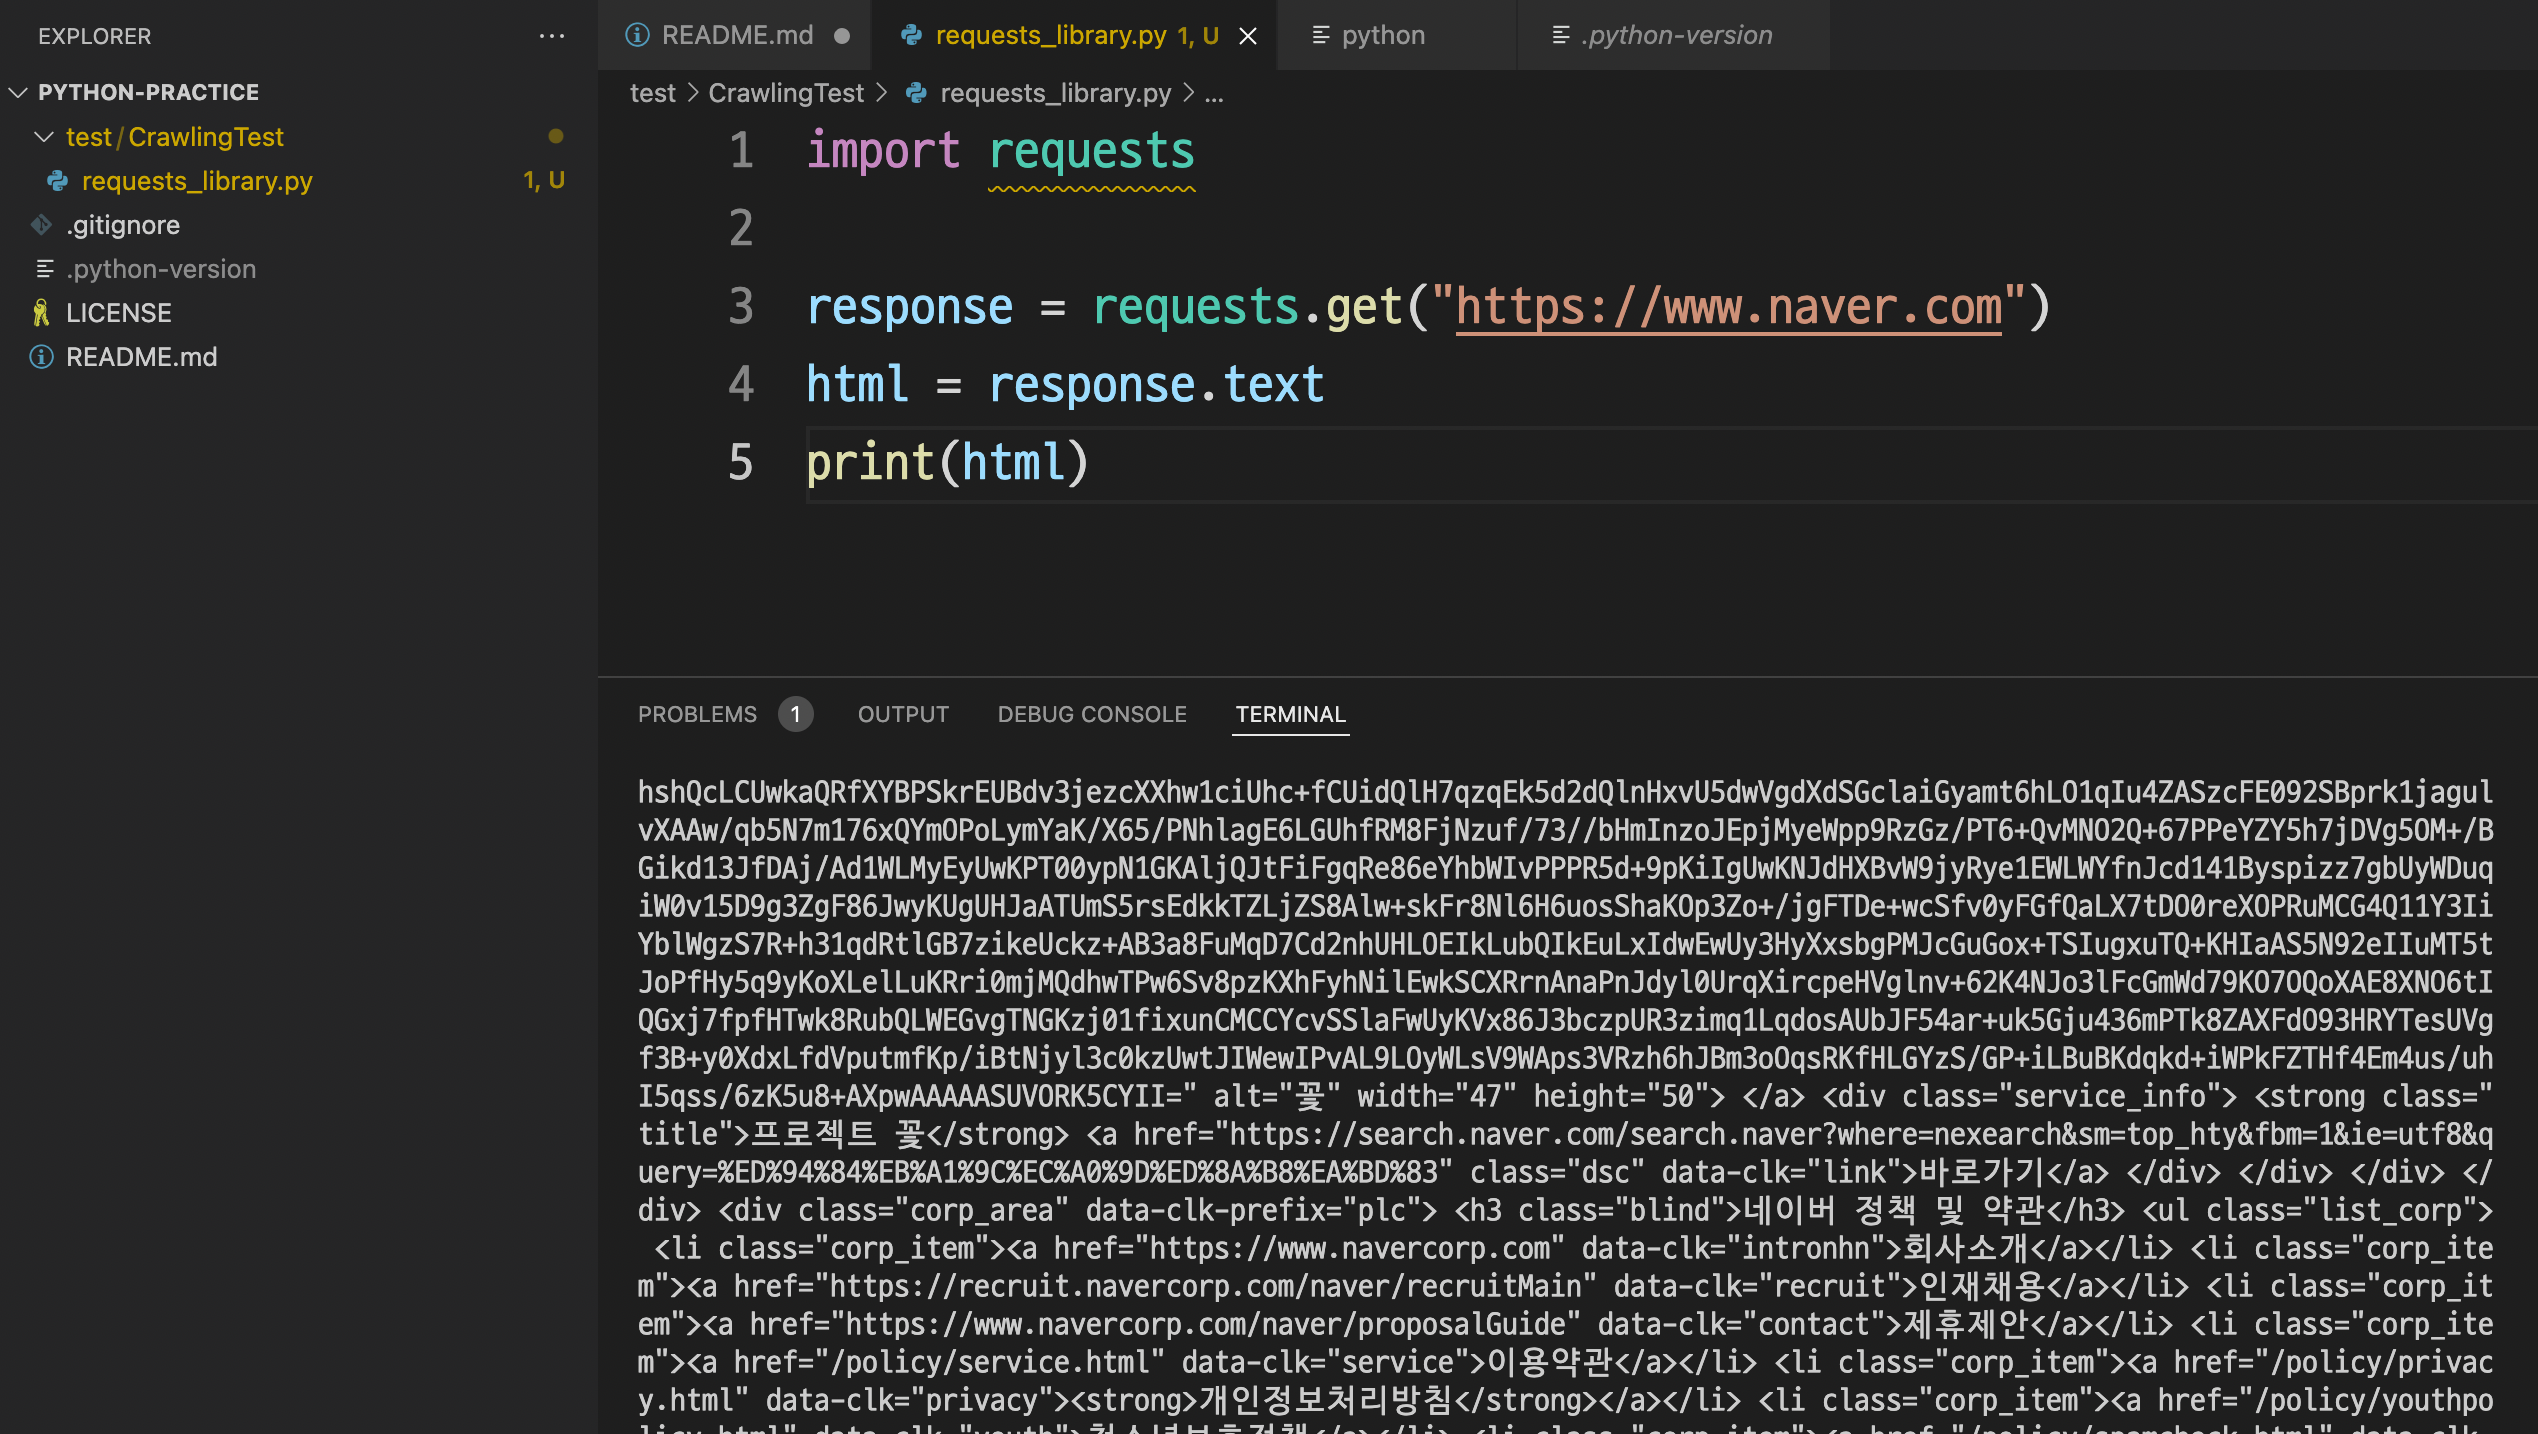 EXPLORER
PYTHON-PRACTICE
test/CrawlingTest
requests_library.py 1, U
.gitignore
.python-version
LICENSE
README.md
README.md
requests_library.py 1, U
python
.python-version
test > CrawlingTest > requests_library.py > ...
1 import requests
2
3 response = requests.get("https://www.naver.com")
4 html = response.text
5 print(html)
PROBLEMS 1 OUTPUT DEBUG CONSOLE TERMINAL
hshQcLCUwkaQRfXYBPSkrEUBdv3jezcXXhw1ciUhc+fCUidQlH7qzqEk5d2dQlnHxvU5dwVgdXdSGclaiGyamt6hLO1qIu4ZASzcFE092SBprk1jagul
vXAAw/qb5N7m176xQYmOPoLymYaK/X65/PNhlagE6LGUhfRM8FjNzuf/73//bHmInzoJEpjMyeWpp9RzGz/PT6+QvMNO2Q+67PPeYZY5h7jDVg5OM+/B
Gikd13JfDAj/Ad1WLMyEyUwKPT00ypN1GKAljQJtFiFgqRe86eYhbWIvPPPR5d+9pKiIgUwKNJdHXBvW9jyRye1EWLWYfnJcd141Byspizz7gbUyWDuq
iW0v15D9g3ZgF86JwyKUgUHJaATUmS5rsEdkkTZLjZS8Alw+skFr8Nl6H6uosShaKOp3Zo+/jgFTDe+wcSfv0yFGfQaLX7tDO0reXOPRuMCG4Q11Y3Ii
YblWgzS7R+h31qdRtlGB7zikeUckz+AB3a8FuMqD7Cd2nhUHLOEIkLubQIkEuLxIdwEwUy3HyXxsbgPMJcGuGox+TSIugxuTQ+KHIaAS5N92eIIuMT5t
JoPfHy5q9yKoXLelLuKRri0mjMQdhwTPw6Sv8pzKXhFyhNilEwkSCXRrnAnaPnJdyl0UrqXircpeHVglnv+62K4NJo3lFcGmWd79KO7OQoXAE8XNO6tI
QGxj7fpfHTwk8RubQLWEGvgTNGKzj01fixunCMCCYcvSSlaFwUyKVx86J3bczpUR3zimq1LqdosAUbJF54ar+uk5Gju436mPTk8ZAXFdO93HRYTesUVg
f3B+y0XdxLfdVputmfKp/iBtNjyl3c0kzUwtJIWewIPvAL9LOyWLsV9WAps3VRzh6hJBm3oOqsRKfHLGYzS/GP+iLBuBKdqkd+iWPkFZTHf4Em4us/uh
I5qss/6zK5u8+AXpwAAAAASUVORK5CYII=" alt="꽃" width="47" height="50"> </a> <div class="service_info"> <strong class="
title">프로젝트 꽃</strong> <a href="https://search.naver.com/search.naver?where=nexearch&sm=top_hty&fbm=1&ie=utf8&q
uery=%ED%94%84%EB%A1%9C%EC%A0%9D%ED%8A%B8%EA%BD%83" class="dsc" data-clk="link">바로가기</a> </div> </div> </div> </
div> <div class="corp_area" data-clk-prefix="plc"> <h3 class="blind">네이버 정책 및 약관</h3> <ul class="list_corp">
 <li class="corp_item"><a href="https://www.navercorp.com" data-clk="intronhn">회사소개</a></li> <li class="corp_ite
m"><a href="https://recruit.navercorp.com/naver/recruitMain" data-clk="recruit">인재채용</a></li> <li class="corp_it
em"><a href="https://www.navercorp.com/naver/proposalGuide" data-clk="contact">제휴제안</a></li> <li class="corp_ite
m"><a href="/policy/service.html" data-clk="service">이용약관</a></li> <li class="corp_item"><a href="/policy/privac
y.html" data-clk="privacy"><strong>개인정보처리방침</strong></a></li> <li class="corp_item"><a href="/policy/youthpo